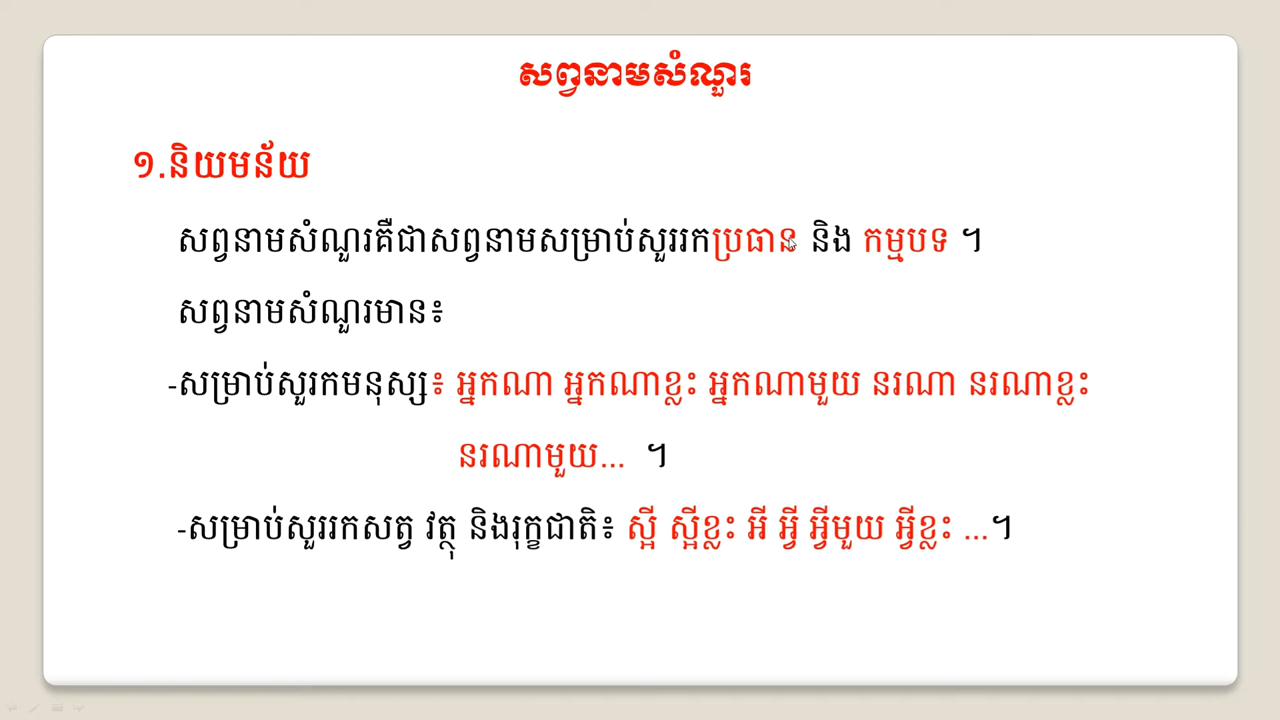 សព្វនាមសំណួរ
១.និយមន័យ
សព្វនាមសំណួរគឺជាសព្វនាមសម្រាប់សួររកប្រធាន និង កម្មបទ ។
សព្វនាមសំណួរមាន៖
-សម្រាប់សួរកមនុស្ស៖ អ្នកណា អ្នកណាខ្លះ អ្នកណាមួយ នរណា នរណាខ្លះ
នរណាមួយ... ។
-សម្រាប់សួររកសត្វ វត្ថុ និងរុក្ខជាតិ៖ ស្អី ស្អីខ្លះ អី អ្វី អ្វីមួយ អ្វីខ្លះ ...។